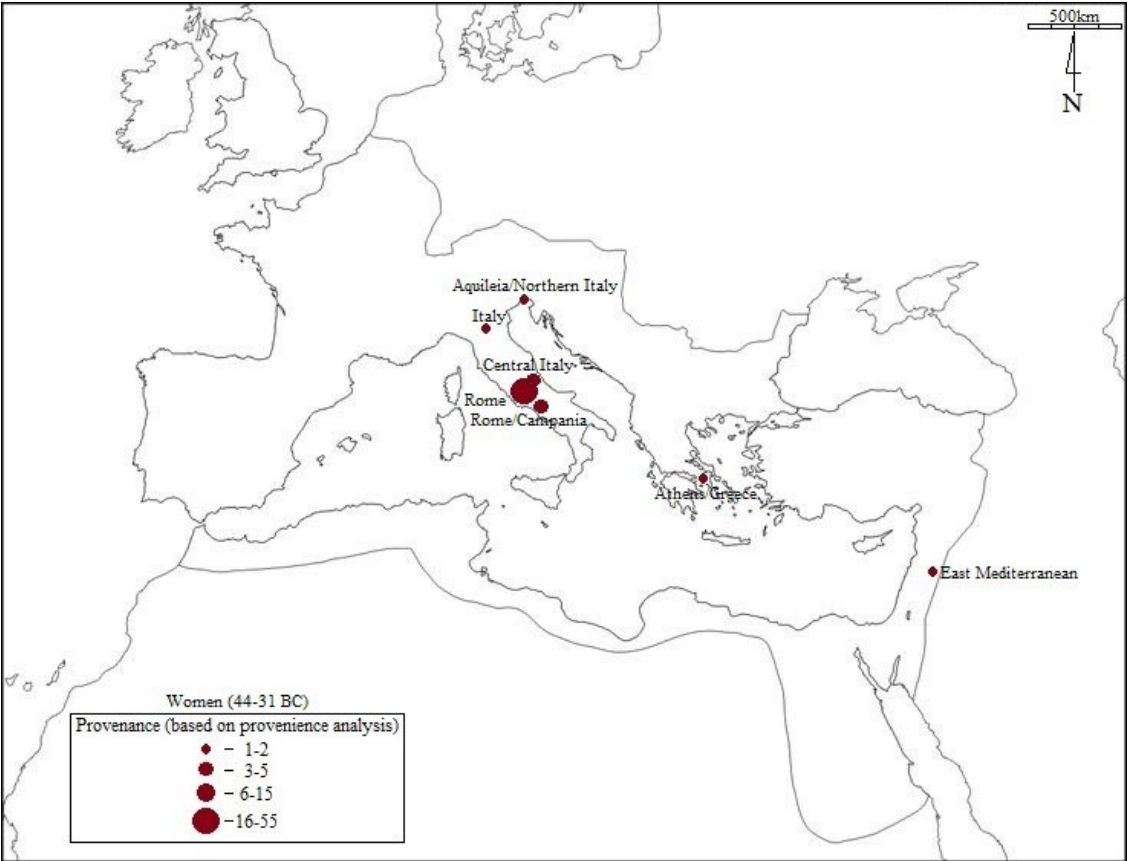 500km
N
Aquileia/Northern Italy
Italy
Central Italy
Rome
Rome/Campania
Athens/Greece
East Mediterranean
Women (44-31 BC)
Provenance (based on provenience analysis)
– 1-2
– 3-5
– 6-15
–16-55